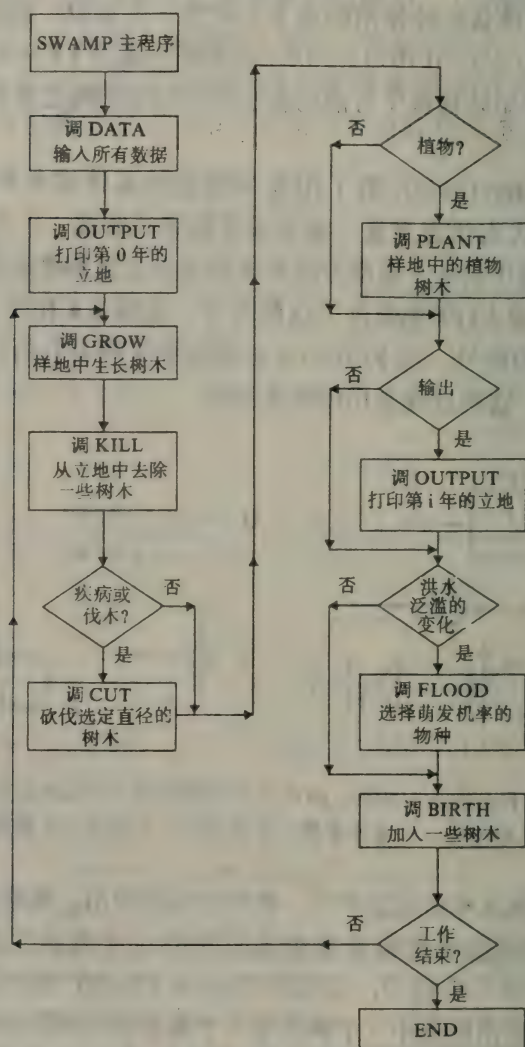 SWAMP 主程序
调 DATA
输入所有数据
调 OUTPUT
打印第 0 年的
立地
调 GROW
样地中生长树木
调 KILL
从立地中去除
一些树木
疾病或
伐木?
否
是
调 CUT
砍伐选定直径的
树木
植物?
否
是
调 PLANT
样地中的植物
树木
输出
否
是
调 OUTPUT
打印第 i 年的立地
洪水
泛滥的
变化
否
是
调 FLOOD
选择萌发机率的
物种
调 BIRTH
加人一些树木
工作
结束?
否
是
END